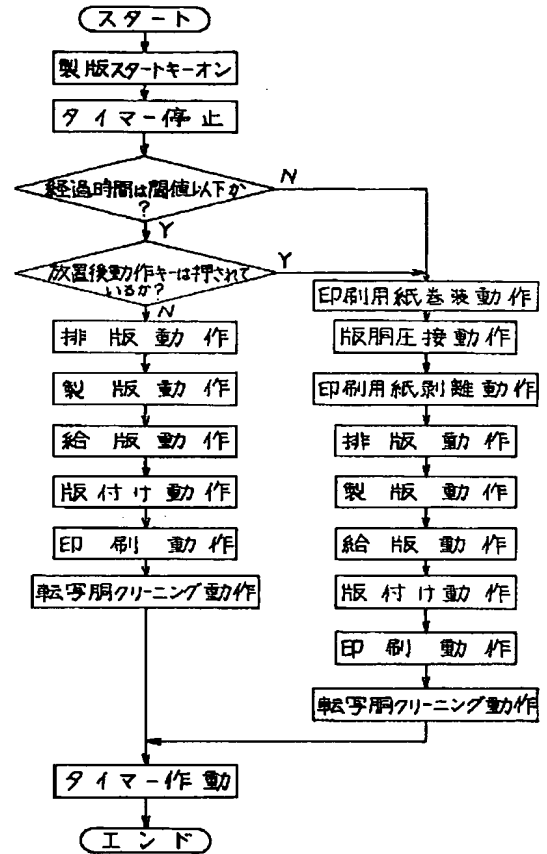 スタート
製版スタートキーオン
タイマー停止
経過時間は閾値以下か
?
N
Y
放置後動作キーは押されて
いるか?
Y
N
排版動作
製版動作
給版動作
版付け動作
印刷動作
転写胴クリーニング動作
印刷用紙巻装動作
版胴圧接動作
印刷用紙剥離動作
排版動作
製版動作
給版動作
版付け動作
印刷動作
転写胴クリーニング動作
タイマー作動
エンド